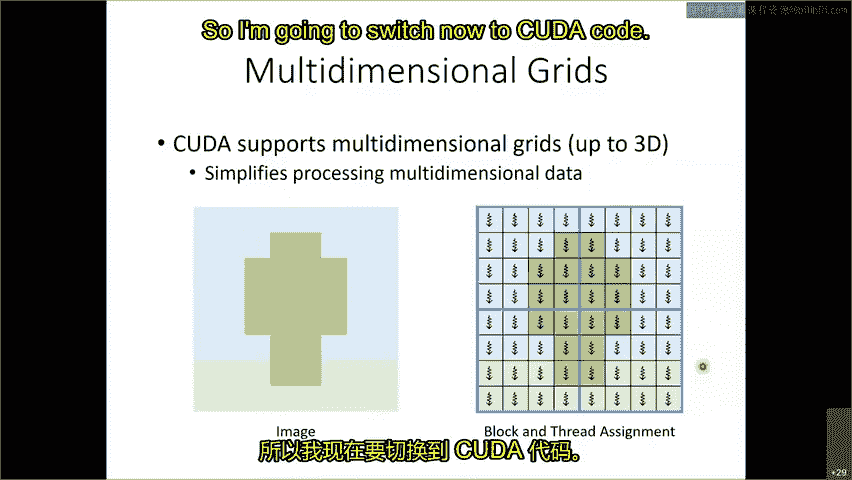 So I'm going to switch now to CUDA code.
Multidimensional Grids
• CUDA supports multidimensional grids (up to 3D)
• Simplifies processing multidimensional data
Image
Block and Thread Assignment
所以我现在要切换到 CUDA 代码。
+29